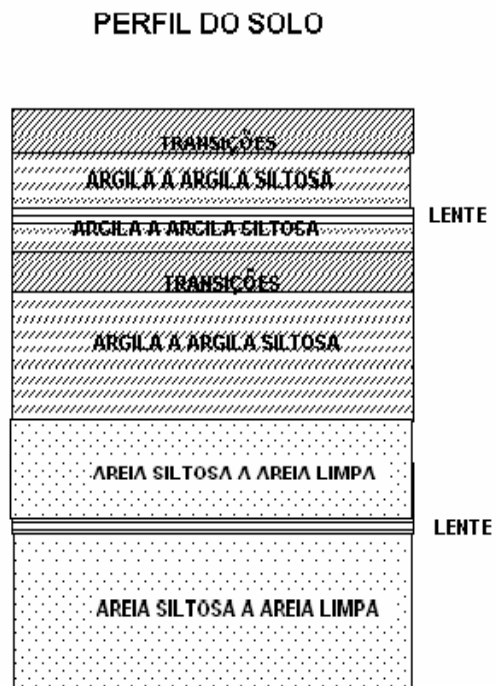 PERFIL DO SOLO
TRANSIÇÕES
ARGILA A ARGILA SILTOSA
LENTE
ARGILA A ARGILA SILTOSA
TRANSIÇÕES
ARGILA A ARGILA SILTOSA
AREIA SILTOSA A AREIA LIMPA
LENTE
AREIA SILTOSA A AREIA LIMPA